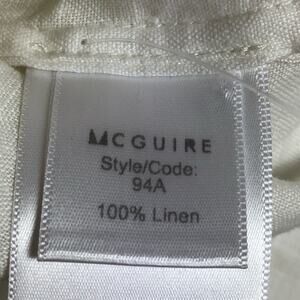 MCGUIRE
Style/Code:
94A
100% Linen